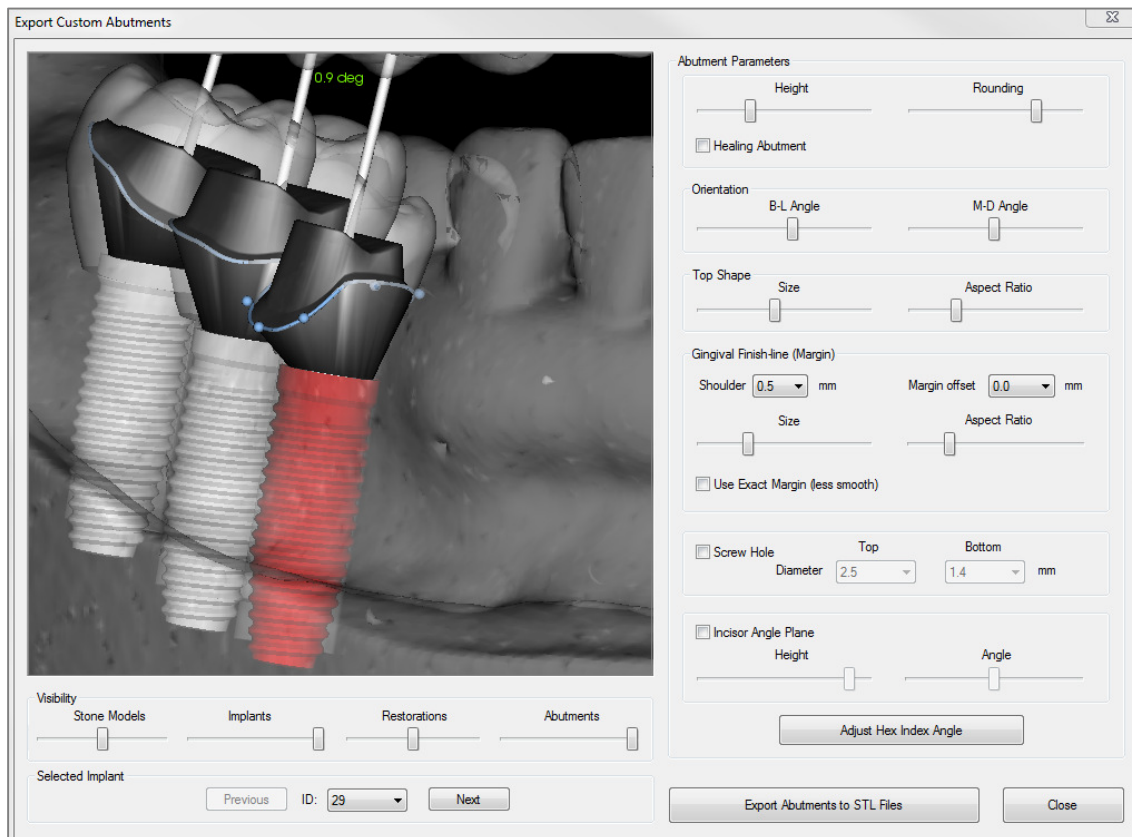 Export Custom Abutments
0.9 deg
Abutment Parameters
Height Rounding
Healing Abutment
Orientation
B-L Angle M-D Angle
Top Shape
Size Aspect Ratio
Gingival Finish-line (Margin)
Shoulder 0.5 mm Margin offset 0.0 mm
Size Aspect Ratio
Use Exact Margin (less smooth)
Screw Hole Top Bottom
Diameter 2.5 1.4 mm
Incisor Angle Plane
Height Angle
Adjust Hex Index Angle
Visibility
Stone Models Implants Restorations Abutments
Selected Implant
Previous ID: 29 Next
Export Abutments to STL Files Close